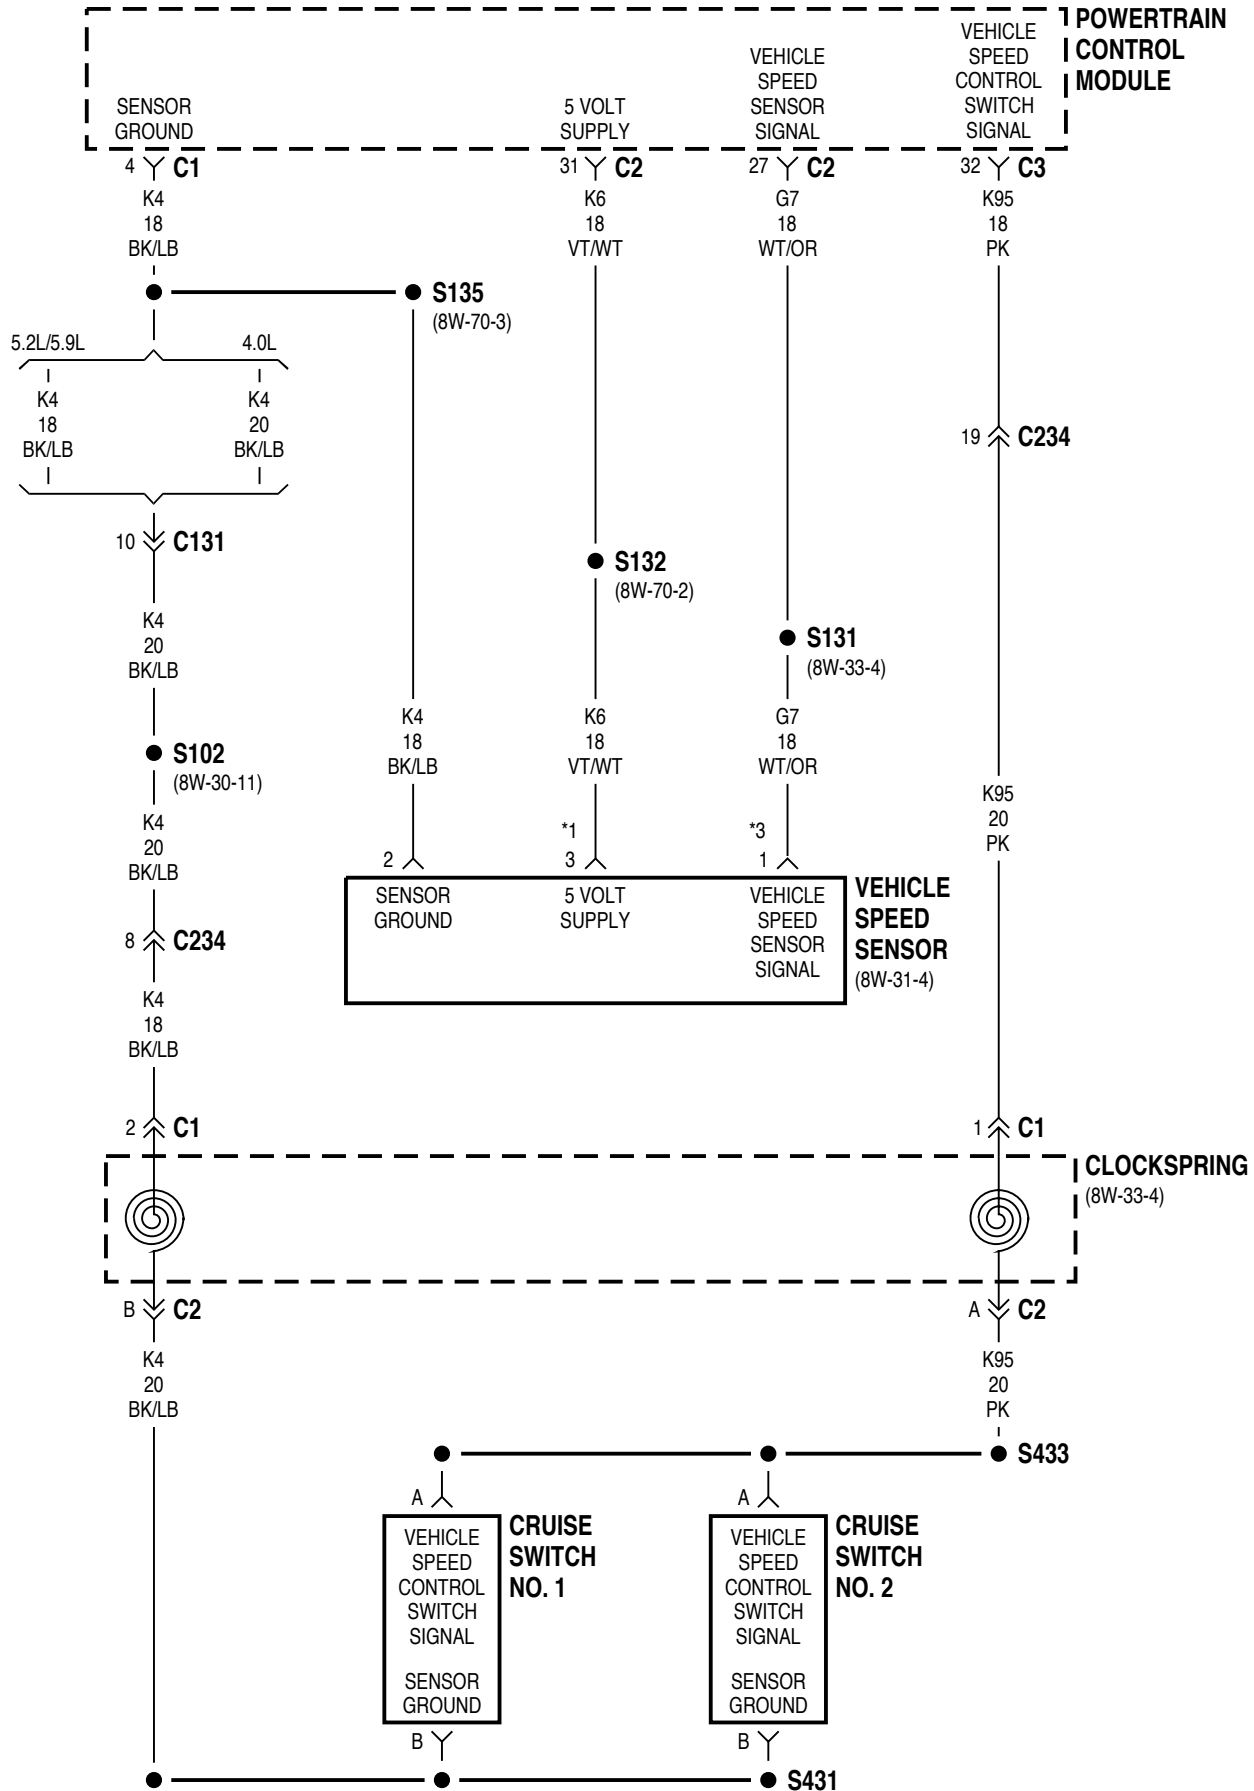 POWERTRAIN
CONTROL
MODULE
SENSOR
GROUND
5 VOLT
SUPPLY
VEHICLE
SPEED
SENSOR
SIGNAL
VEHICLE
SPEED
CONTROL
SWITCH
SIGNAL
4 C1
31 C2
27 C2
32 C3
K4
18
BK/LB
K6
18
VT/WT
G7
18
WT/OR
K95
18
PK
S135
(8W-70-3)
5.2L/5.9L
4.0L
K4
18
BK/LB
K4
20
BK/LB
19 C234
10 C131
S132
(8W-70-2)
K4
20
BK/LB
S131
(8W-33-4)
S102
(8W-30-11)
K4
18
BK/LB
K6
18
VT/WT
G7
18
WT/OR
K95
20
PK
K4
20
BK/LB
*1
*3
2
3
1
SENSOR
GROUND
5 VOLT
SUPPLY
VEHICLE
SPEED
SENSOR
SIGNAL
VEHICLE
SPEED
SENSOR
(8W-31-4)
8 C234
K4
18
BK/LB
2 C1
1 C1
CLOCKSPRING
(8W-33-4)
B C2
A C2
K4
20
BK/LB
K95
20
PK
S433
A
A
VEHICLE
SPEED
CONTROL
SWITCH
SIGNAL
SENSOR
GROUND
CRUISE
SWITCH
NO. 1
VEHICLE
SPEED
CONTROL
SWITCH
SIGNAL
SENSOR
GROUND
CRUISE
SWITCH
NO. 2
B
B
S431